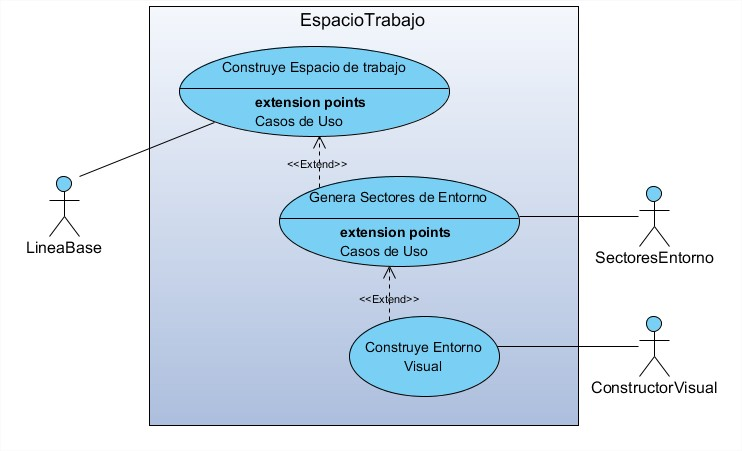 EspacioTrabajo
Construye Espacio de trabajo
extension points
Casos de Uso
<<Extend>>
Genera Sectores de Entorno
extension points
Casos de Uso
<<Extend>>
Construye Entorno
Visual
LineaBase
SectoresEntorno
ConstructorVisual